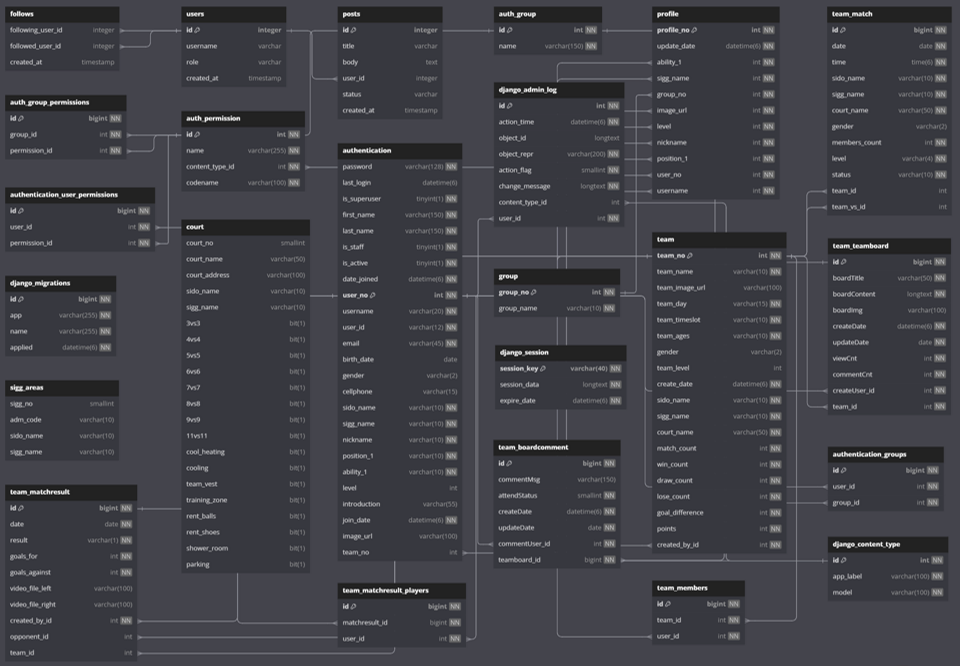 follows
following_user_id integer
followed_user_id integer
created_at timestamp
users
id integer
username varchar
role varchar
created_at timestamp
posts
id integer
title varchar
body text
user_id integer
status varchar
created_at timestamp
auth_group
id int NN
name varchar(150) NN
profile
profile_no int NN
update_date datetime(6) NN
ability_1 int NN
sigg_name int NN
group_no int NN
image_url int NN
level int NN
nickname int NN
position_1 int NN
user_no int NN
username int NN
team_match
id bigint NN
date date NN
time time(6) NN
sido_name varchar(10) NN
sigg_name varchar(10) NN
court_name varchar(50) NN
gender varchar(2)
members_count int NN
level varchar(4) NN
status varchar(10) NN
team_id int
team_vs_id int
auth_group_permissions
id bigint NN
group_id int NN
permission_id int NN
auth_permission
id int NN
name varchar(255) NN
content_type_id int NN
codename varchar(100) NN
authentication
password varchar(128) NN
last_login datetime(6)
is_superuser tinyint(1) NN
first_name varchar(150) NN
last_name varchar(150) NN
is_staff tinyint(1) NN
is_active tinyint(1) NN
date_joined datetime(6) NN
user_no int NN
username varchar(20) NN
user_id varchar(12) NN
email varchar(45) NN
birth_date date
gender varchar(2)
cellphone varchar(15)
sido_name varchar(10) NN
sigg_name varchar(10) NN
nickname varchar(10) NN
position_1 varchar(10) NN
ability_1 varchar(10) NN
level int
introduction varchar(55)
join_date datetime(6) NN
image_url varchar(100)
team_no int
django_admin_log
id int NN
action_time datetime(6) NN
object_id longtext
object_repr varchar(200) NN
action_flag smallint NN
change_message longtext NN
content_type_id int
user_id int NN
authentication_user_permissions
id bigint NN
user_id int NN
permission_id int NN
court
court_no smallint
court_name varchar(50)
court_address varchar(100)
sido_name varchar(10)
sigg_name varchar(10)
3vs3 bit(1)
4vs4 bit(1)
5vs5 bit(1)
6vs6 bit(1)
7vs7 bit(1)
8vs8 bit(1)
9vs9 bit(1)
11vs11 bit(1)
cool_heating bit(1)
cooling bit(1)
team_vest bit(1)
training_zone bit(1)
rent_balls bit(1)
rent_shoes bit(1)
shower_room bit(1)
parking bit(1)
team
team_no int NN
team_name varchar(10) NN
team_image_url varchar(100)
team_day varchar(15) NN
team_timeslot varchar(10) NN
team_ages varchar(10) NN
gender varchar(2)
team_level int
create_date datetime(6) NN
sido_name varchar(10) NN
sigg_name varchar(10) NN
court_name varchar(50) NN
match_count int NN
win_count int NN
draw_count int NN
lose_count int NN
goal_difference int NN
points int NN
created_by_id int NN
team_teamboard
id bigint NN
boardTitle varchar(50) NN
boardContent longtext NN
boardImg varchar(100)
createDate datetime(6) NN
updateDate date NN
viewCnt int NN
commentCnt int NN
createUser_id int NN
team_id int NN
django_migrations
id bigint NN
app varchar(255) NN
name varchar(255) NN
applied datetime(6) NN
group
group_no int NN
group_name varchar(10) NN
django_session
session_key varchar(40) NN
session_data longtext NN
expire_date datetime(6) NN
sigg_areas
sigg_no smallint
adm_code varchar(10)
sido_name varchar(10)
sigg_name varchar(10)
team_boardcomment
id bigint NN
commentMsg varchar(150)
attendStatus smallint NN
createDate datetime(6) NN
updateDate date NN
commentUser_id int NN
teamboard_id bigint NN
authentication_groups
id bigint NN
user_id int NN
group_id int NN
team_matchresult
id bigint NN
date date NN
result varchar(1) NN
goals_for int NN
goals_against int NN
video_file_left varchar(100)
video_file_right varchar(100)
created_by_id int NN
opponent_id int
team_id int
django_content_type
id int NN
app_label varchar(100) NN
model varchar(100) NN
team_matchresult_players
id bigint NN
matchresult_id bigint NN
user_id int NN
team_members
id bigint NN
team_id int NN
user_id int NN